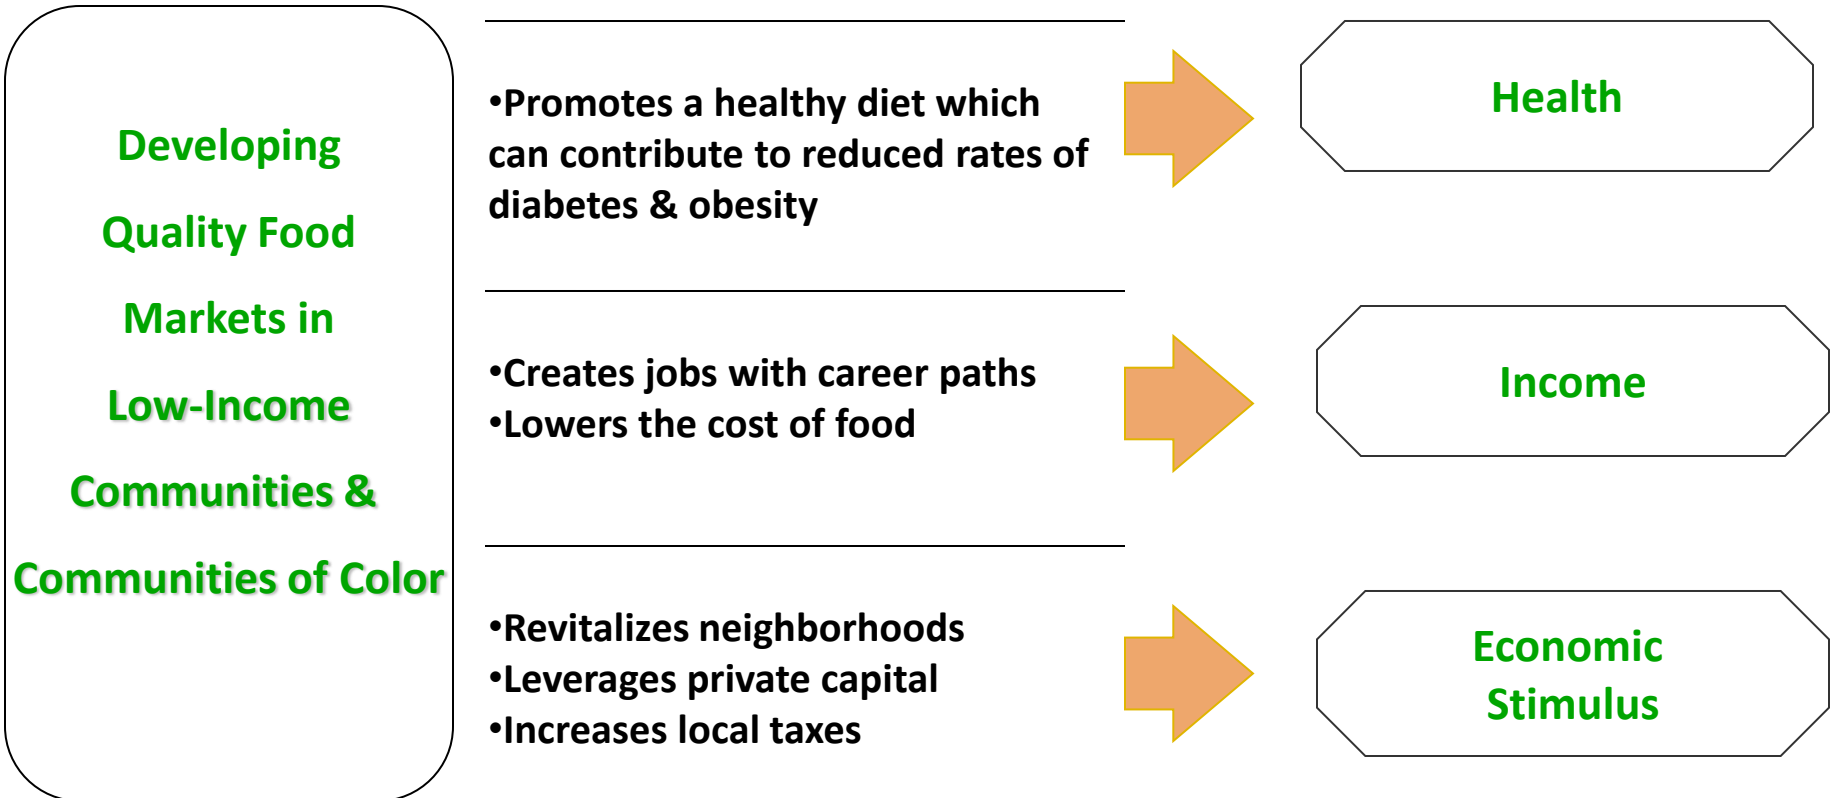 Developing
Quality Food
Markets in
Low-Income
Communities &
Communities of Color
•Promotes a healthy diet which
can contribute to reduced rates of
diabetes & obesity
Health
•Creates jobs with career paths
•Lowers the cost of food
Income
•Revitalizes neighborhoods
•Leverages private capital
•Increases local taxes
Economic
Stimulus